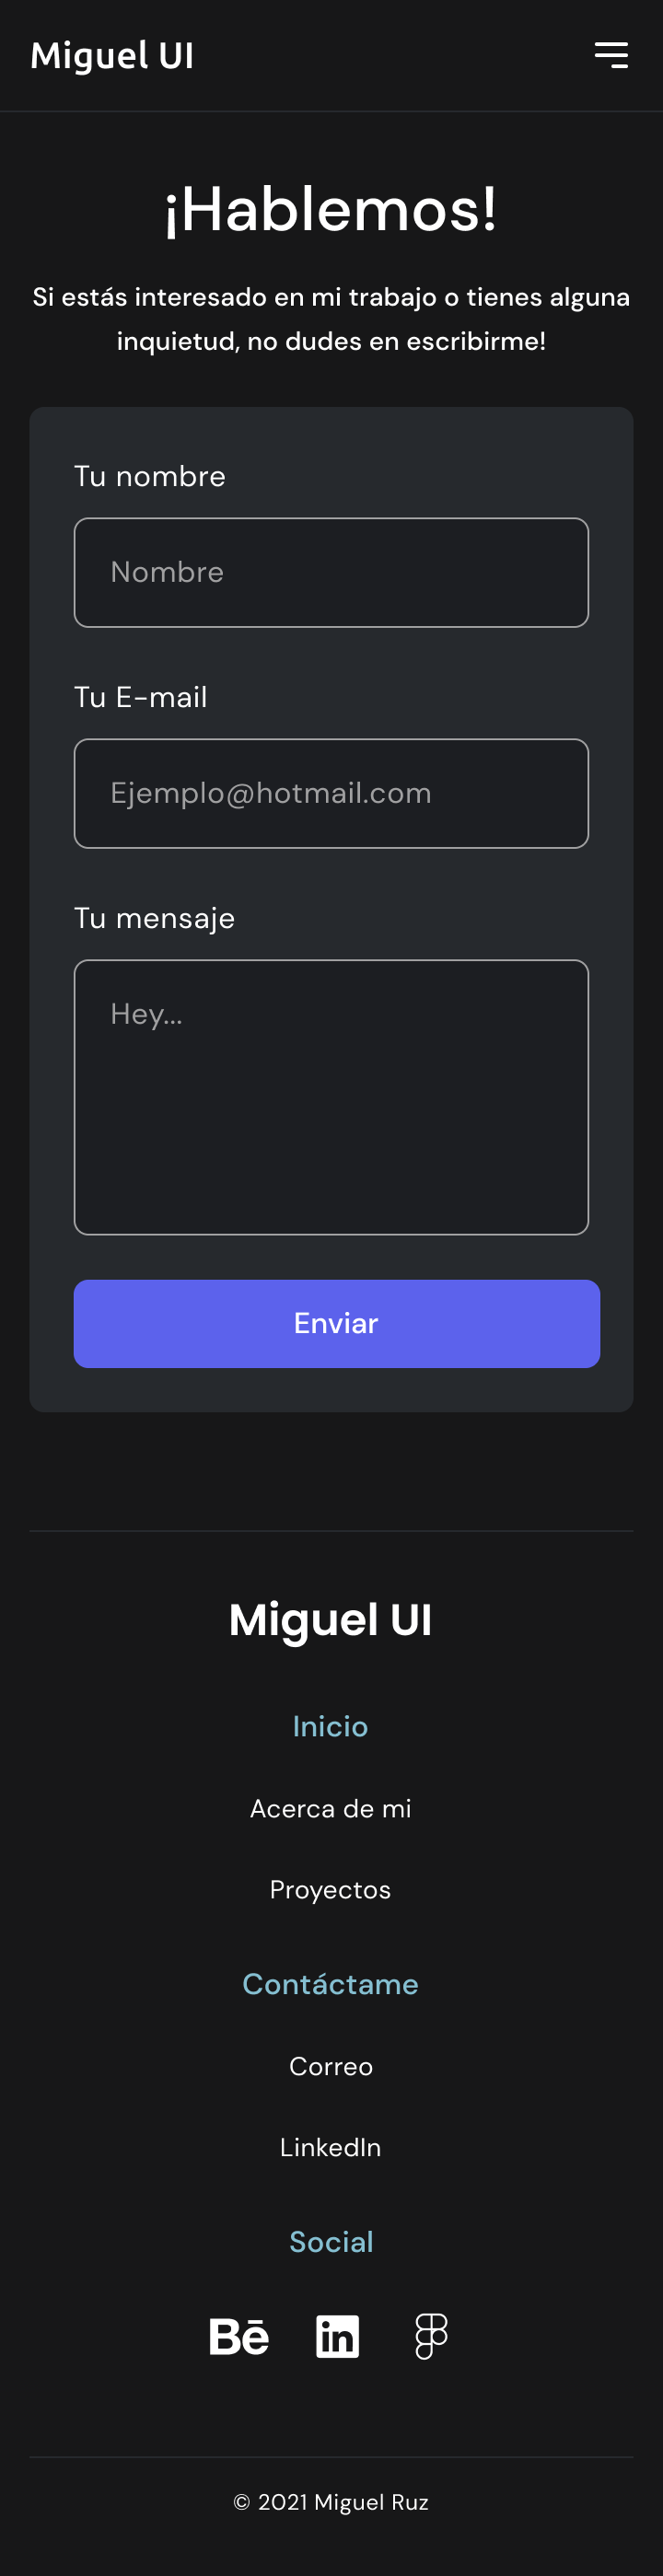 Miguel UI
¡Hablemos!
Si estás interesado en mi trabajo o tienes alguna
inquietud, no dudes en escribirme!
Tu nombre
Nombre
Tu E-mail
Ejemplo@hotmail.com
Tu mensaje
Hey...
Enviar
Miguel UI
Inicio
Acerca de mi
Proyectos
Contáctame
Correo
LinkedIn
Social
Bē in
© 2021 Miguel Ruz